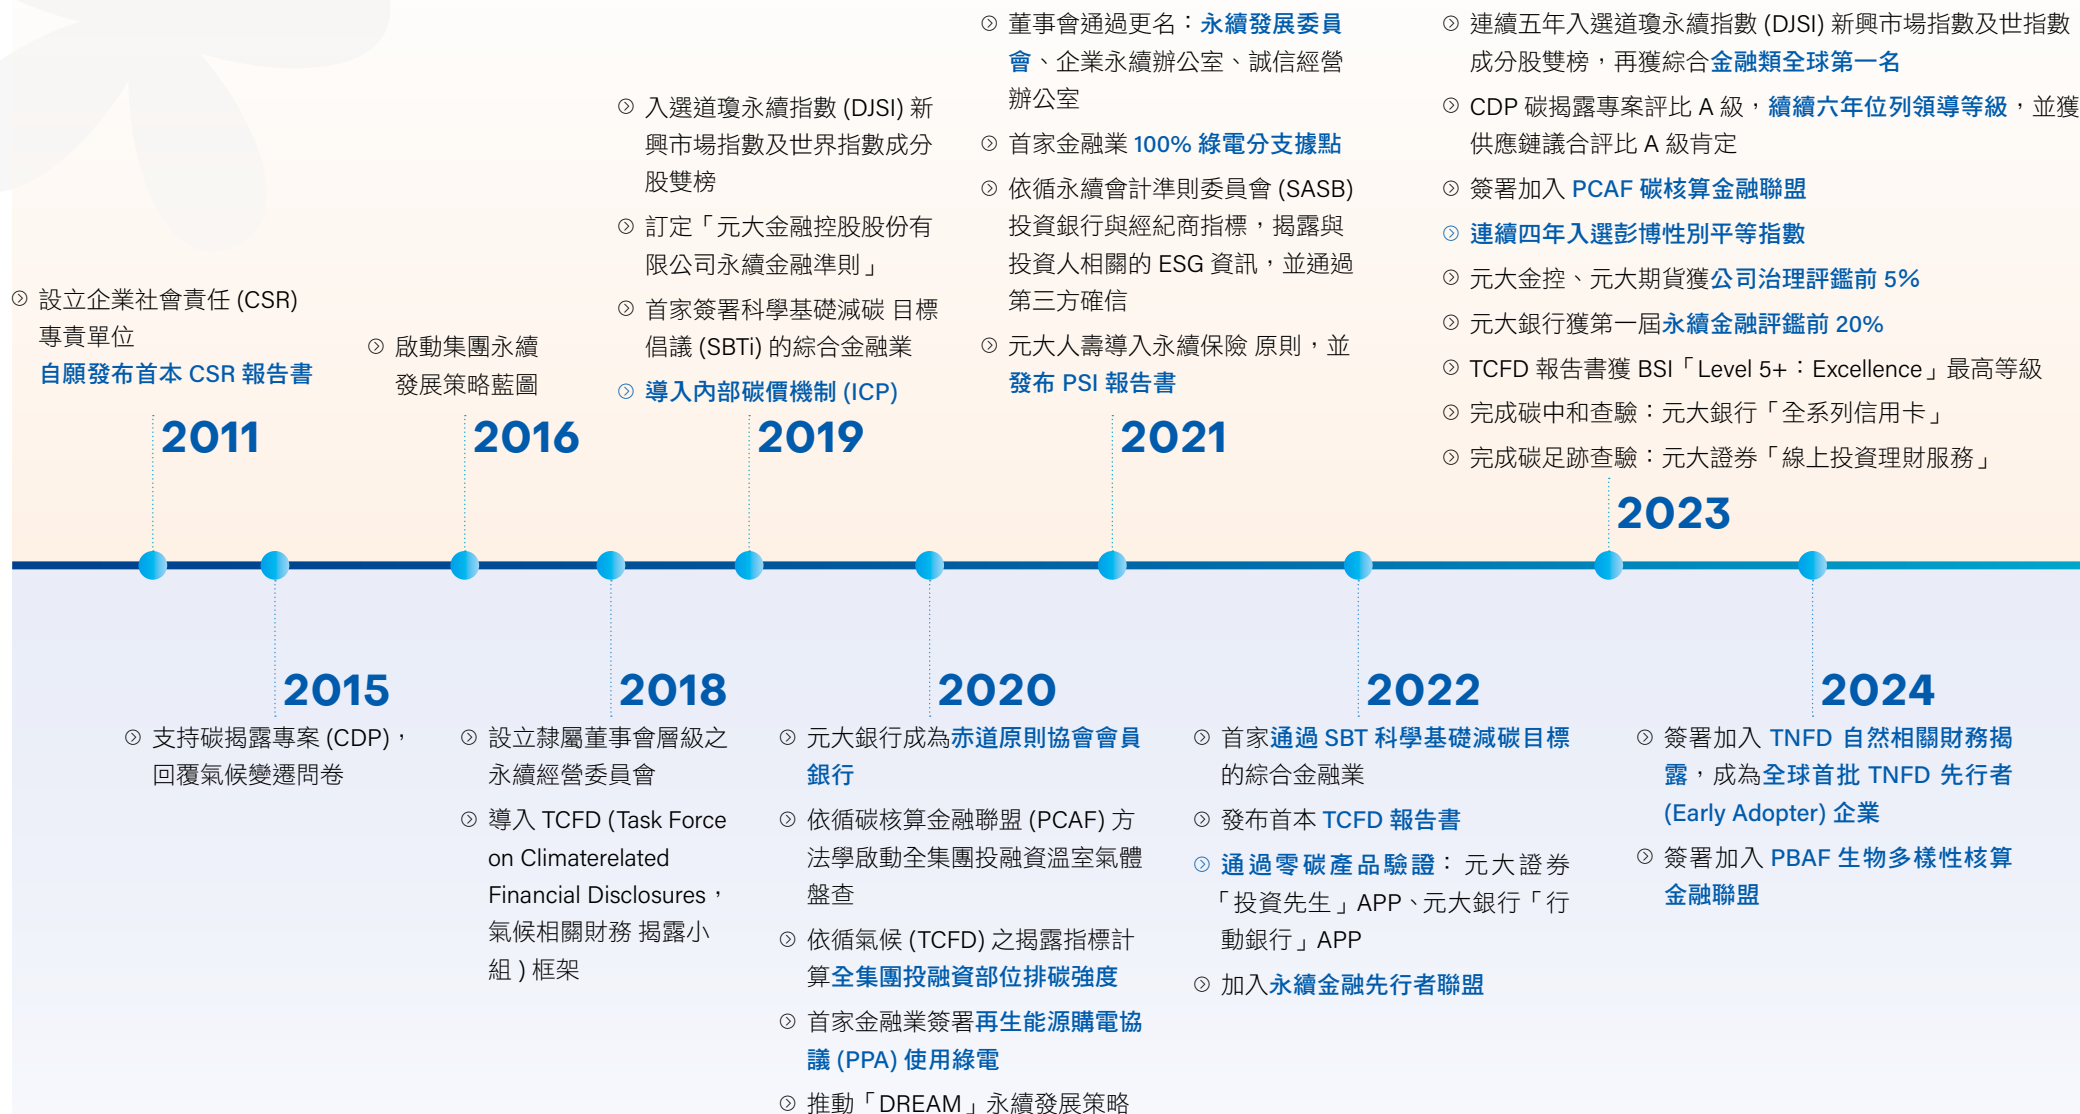 設立企業社會責任 (CSR)
專責單位
自願發布首本 CSR 報告書
2011
啟動集團永續
發展策略藍圖
2016
入選道瓊永續指數 (DJSI) 新
興市場指數及世界指數成分
股雙榜
訂定「元大金融控股股份有
限公司永續金融準則」
首家簽署科學基礎減碳 目標
倡議 (SBTi) 的綜合金融業
導入內部碳價機制 (ICP)
2019
董事會通過更名：永續發展委員
會、企業永續辦公室、誠信經營
辦公室
首家金融業 100% 綠電分支據點
依循永續會計準則委員會 (SASB)
投資銀行與經紀商指標，揭露與
投資人相關的 ESG 資訊，並通過
第三方確信
元大人壽導入永續保險 原則，並
發布 PSI 報告書
2021
連續五年入選道瓊永續指數 (DJSI) 新興市場指數及世指數
成分股雙榜，再獲綜合金融類全球第一名
CDP 碳揭露專案評比 A 級，續續六年位列領導等級，並獲
供應鏈議合評比 A 級肯定
簽署加入 PCAF 碳核算金融聯盟
連續四年入選彭博性別平等指數
元大金控、元大期貨獲公司治理評鑑前 5%
元大銀行獲第一屆永續金融評鑑前 20%
TCFD 報告書獲 BSI「Level 5+：Excellence」最高等級
完成碳中和查驗：元大銀行「全系列信用卡」
完成碳足跡查驗：元大證券「線上投資理財服務」
2023
2015
支持碳揭露專案 (CDP)，
回覆氣候變遷問卷
2018
設立隸屬董事會層級之
永續經營委員會
導入 TCFD (Task Force
on Climaterelated
Financial Disclosures，
氣候相關財務 揭露小
組 ) 框架
2020
元大銀行成為赤道原則協會會員
銀行
依循碳核算金融聯盟 (PCAF) 方
法學啟動全集團投融資溫室氣體
盤查
依循氣候 (TCFD) 之揭露指標計
算全集團投融資部位排碳強度
首家金融業簽署再生能源購電協
議 (PPA) 使用綠電
推動「DREAM」永續發展策略
2022
首家通過 SBT 科學基礎減碳目標
的綜合金融業
發布首本 TCFD 報告書
通過零碳產品驗證：元大證券
「投資先生」APP、元大銀行「行
動銀行」APP
加入永續金融先行者聯盟
2024
簽署加入 TNFD 自然相關財務揭
露，成為全球首批 TNFD 先行者
(Early Adopter) 企業
簽署加入 PBAF 生物多樣性核算
金融聯盟